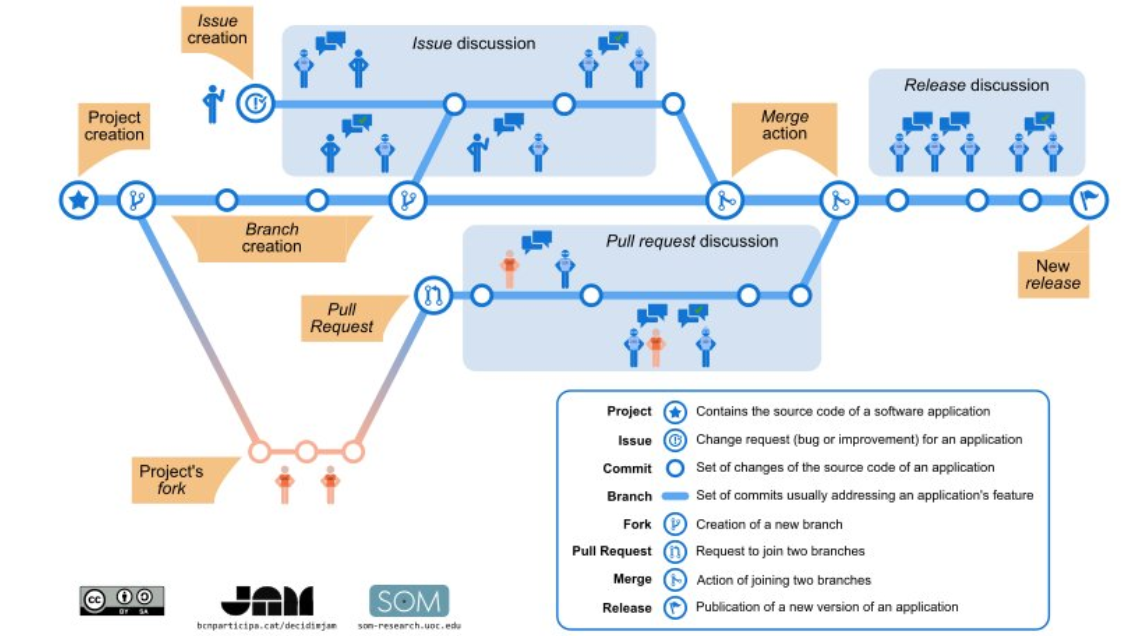 Issue
creation
Issue discussion
Release discussion
Project
creation
Merge
action
Branch
creation
Pull request discussion
New
release
Pull
Request
Project's
fork
Project Contains the source code of a software application
Issue Change request (bug or improvement) for an application
Commit Set of changes of the source code of an application
Branch Set of commits usually addressing an application's feature
Fork Creation of a new branch
Pull Request Request to join two branches
Merge Action of joining two branches
Release Publication of a new version of an application
cc
BY SA
JAM
bcnparticipa.cat/decidimjam
SOM
som-research.uoc.edu